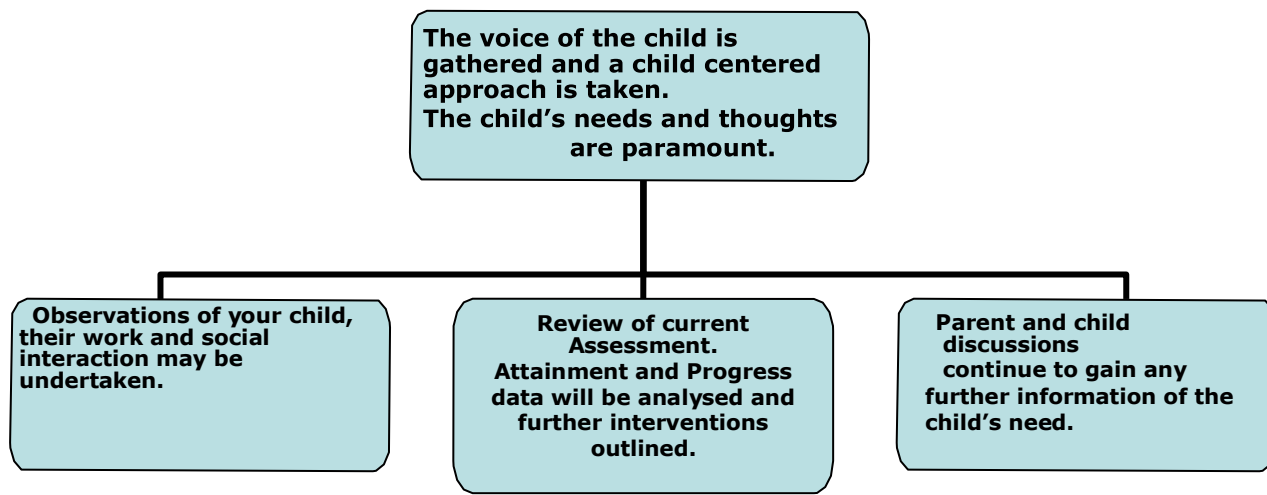 The voice of the child is
gathered and a child centered
approach is taken.
The child’s needs and thoughts
are paramount.
Observations of your child,
their work and social
interaction may be
undertaken.
Review of current
Assessment.
Attainment and Progress
data will be analysed and
further interventions
outlined.
Parent and child
discussions
continue to gain any
further information of the
child’s need.